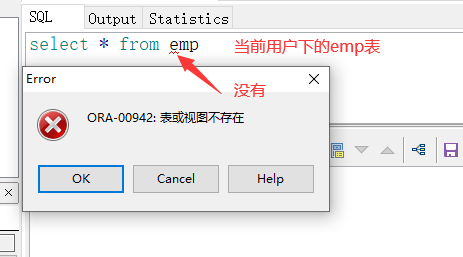 SQL Output Statistics
select * from emp
当前用户下的emp表
没有
Error
ORA-00942: 表或视图不存在
OK Cancel Help